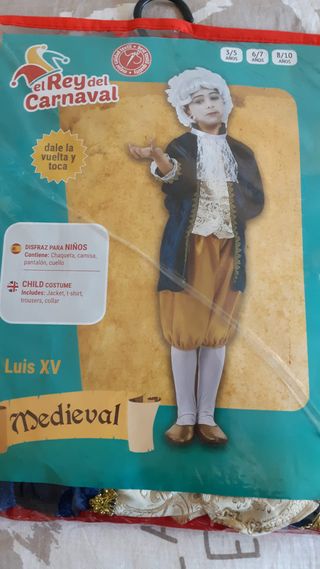 el Rey del
Carnaval
3/5
AÑOS
6/7
AÑOS
8/10
AÑOS
dale la
vuelta y
toca
DISFRAZ PARA NIÑOS
Contiene: Chaqueta, camisa,
pantalón, cuello
CHILD COSTUME
Includes: Jacket, t-shirt,
trousers, collar
Luis XV
Medieval